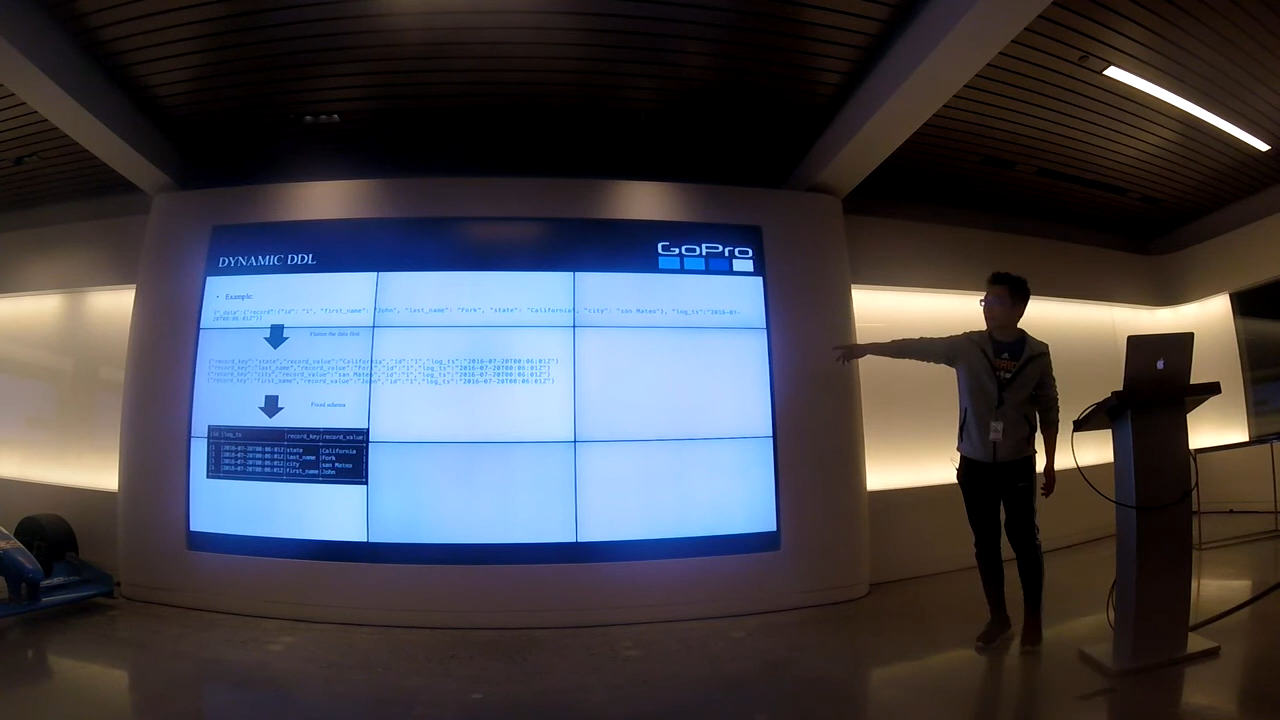 DYNAMIC DDL
GoPro
• Example:
{"_data":{"record":{"id": "1", "first_name": "John", "last_name": "Fork", "state": "California", "city": "san Mateo"}, "log_ts":"2016-07-
20T00:06:01Z"}}
Flatten the data first
{"record_key":"state","record_value":"California","id":"1","log_ts":"2016-07-20T00:06:01Z"}
{"record_key":"last_name","record_value":"Fork","id":"1","log_ts":"2016-07-20T00:06:01Z"}
{"record_key":"city","record_value":"san Mateo","id":"1","log_ts":"2016-07-20T00:06:01Z"}
{"record_key":"first_name","record_value":"John","id":"1","log_ts":"2016-07-20T00:06:01Z"}
Fixed schema
|id |log_ts |record_key|record_value|
|1 |2016-07-20T00:06:01Z|state |California
|1 |2016-07-20T00:06:01Z|last_name |Fork
|1 |2016-07-20T00:06:01Z|city |san Mateo
|1 |2016-07-20T00:06:01Z|first_name|John